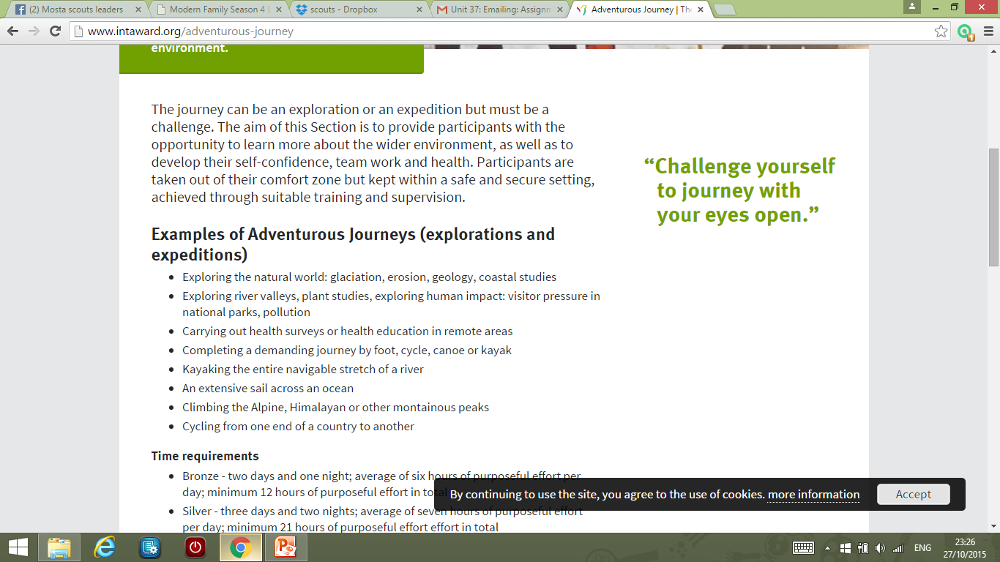 (2) Mosta scouts leaders
Modern Family Season 4 E
scouts - Dropbox
Unit 37: Emailing: Assignm
Adventurous Journey | The
www.intaward.org/adventurous-journey
1
environment.
The journey can be an exploration or an expedition but must be a
challenge. The aim of this Section is to provide participants with the
opportunity to learn more about the wider environment, as well as to
develop their self-confidence, team work and health. Participants are
taken out of their comfort zone but kept within a safe and secure setting,
achieved through suitable training and supervision.
“Challenge yourself
to journey with
your eyes open.”
Examples of Adventurous Journeys (explorations and
expeditions)
Exploring the natural world: glaciation, erosion, geology, coastal studies
Exploring river valleys, plant studies, exploring human impact: visitor pressure in
national parks, pollution
Carrying out health surveys or health education in remote areas
Completing a demanding journey by foot, cycle, canoe or kayak
Kayaking the entire navigable stretch of a river
An extensive sail across an ocean
Climbing the Alpine, Himalayan or other montainous peaks
Cycling from one end of a country to another
Time requirements
Bronze - two days and one night; average of six hours of purposeful effort per
day; minimum 12 hours of purposeful effort in total
Silver - three days and two nights; average of seven hours of purposeful effort
per day; minimum 21 hours of purposeful effort effort in total
By continuing to use the site, you agree to the use of cookies. more information
Accept
ENG
23:26
27/10/2015